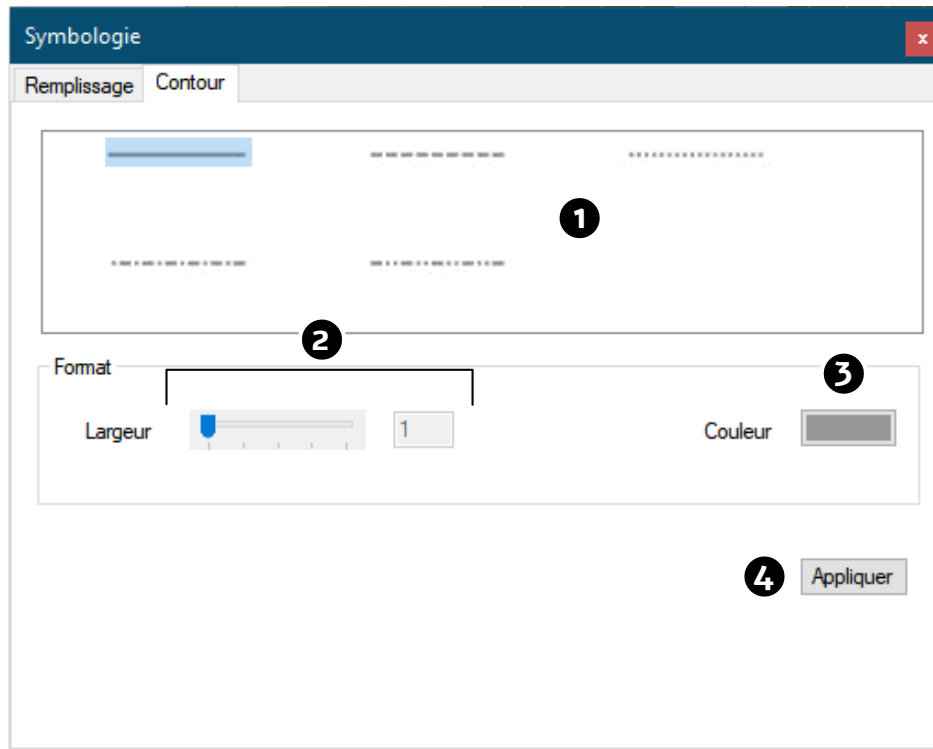 Symbologie
x
Remplissage Contour
1
2
Format
3
Largeur 1 Couleur
4 Appliquer